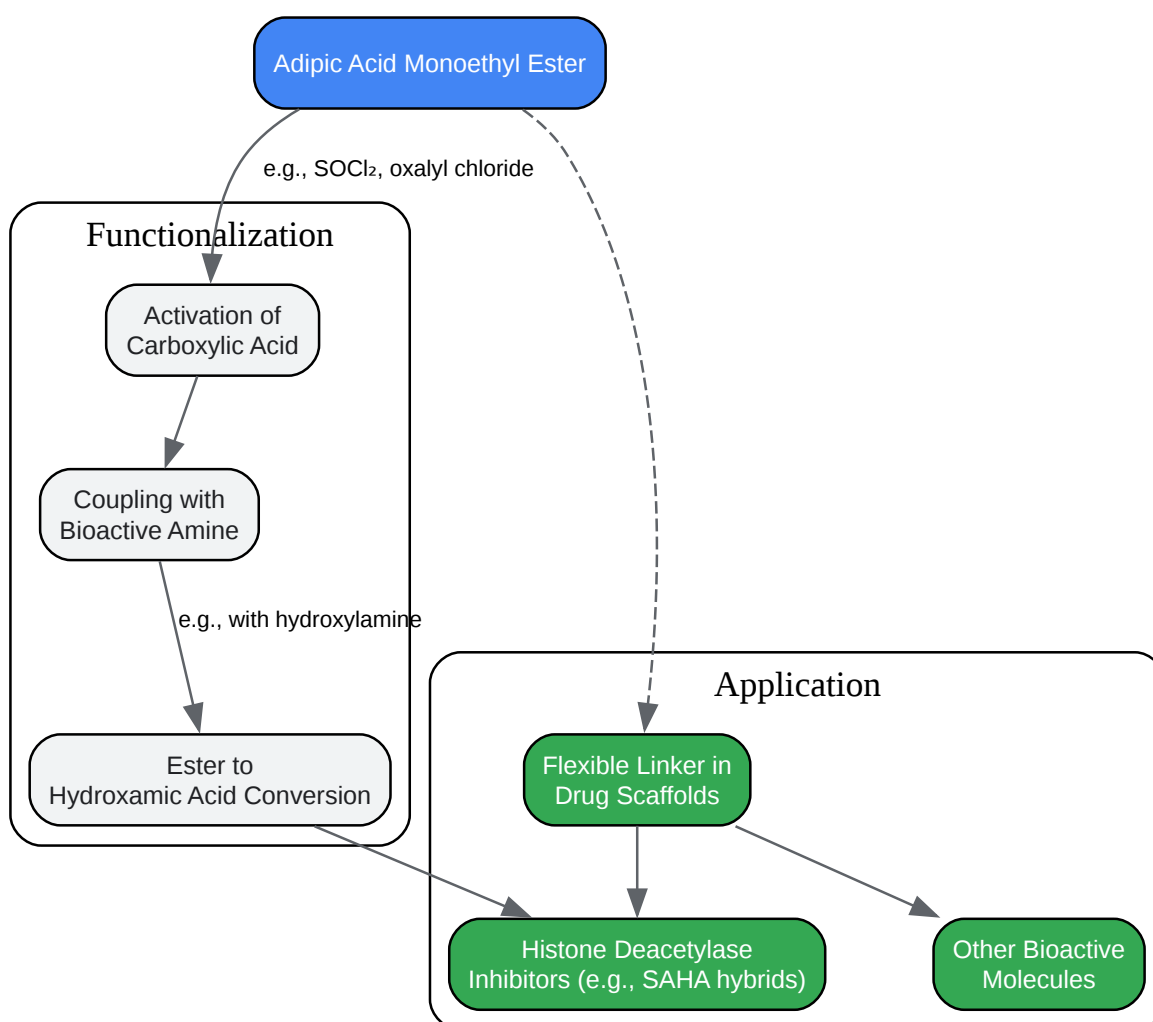 Adipic Acid Monoethyl Ester
e.g., SOCl₂, oxalyl chloride
Functionalization
Activation of
Carboxylic Acid
Coupling with
Bioactive Amine
e.g., with hydroxylamine
Ester to
Hydroxamic Acid Conversion
Application
Flexible Linker in
Drug Scaffolds
Histone Deacetylase
Inhibitors (e.g., SAHA hybrids)
Other Bioactive
Molecules